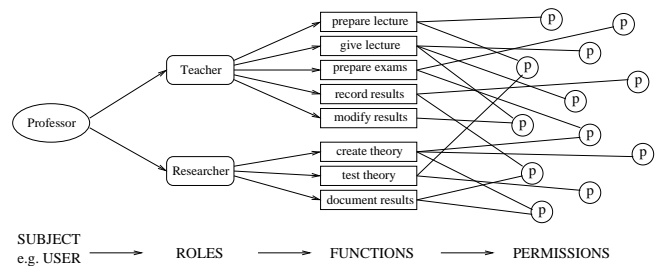 prepare lecture
p
give lecture
p
Teacher
prepare exams
p
p
record results
p
p
Professor
modify results
p
p
create theory
p
Researcher
test theory
p
p
document results
p
SUBJECT
e.g. USER
ROLES
FUNCTIONS
PERMISSIONS